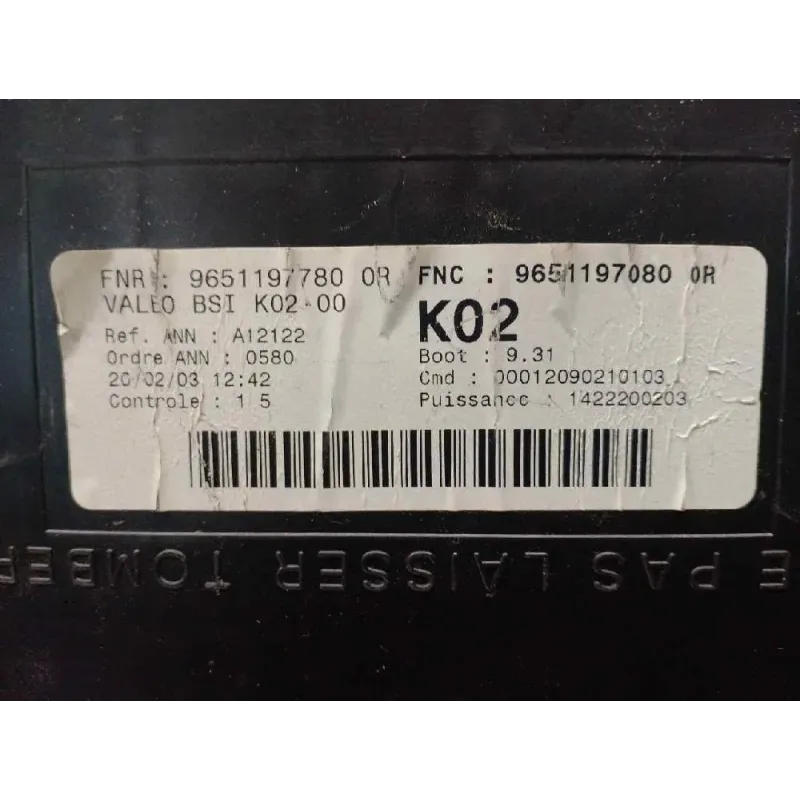 FNR : 9651197780 0R FNC : 9651197080 0R
VALEO BSI K02-00 K02
Ref. ANN : A12122
Ordre ANN : 0580 Boot : 9.31
20/02/03 12:42 Cmd : 00012090210103
Controle : 1 5 Puissance : 1422200203
E PAS LAISSER TOMBER